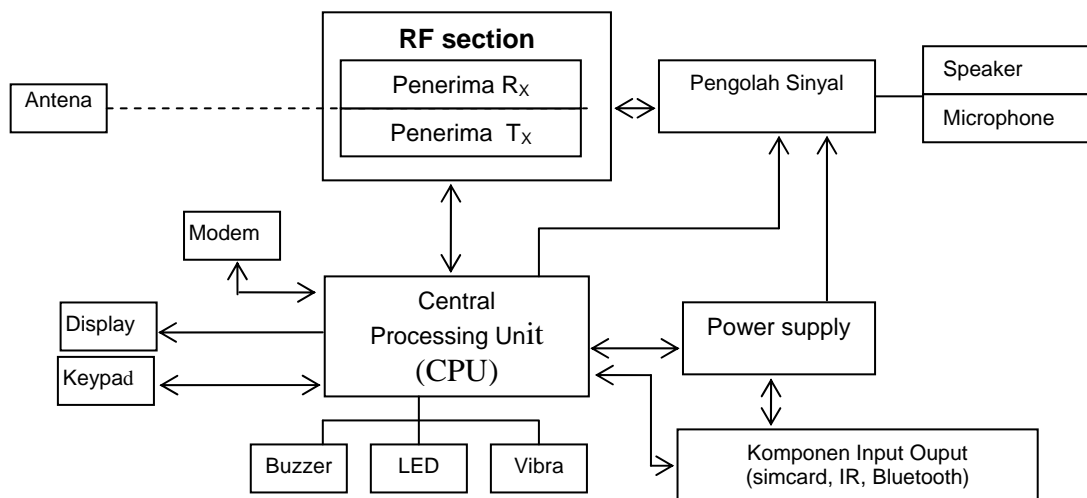 RF section
Penerima RX
Penerima TX
Antena
Pengolah Sinyal
Speaker
Microphone
Modem
Display
Keypad
Central
Processing Unit
(CPU)
Power supply
Buzzer
LED
Vibra
Komponen Input Ouput
(simcard, IR, Bluetooth)